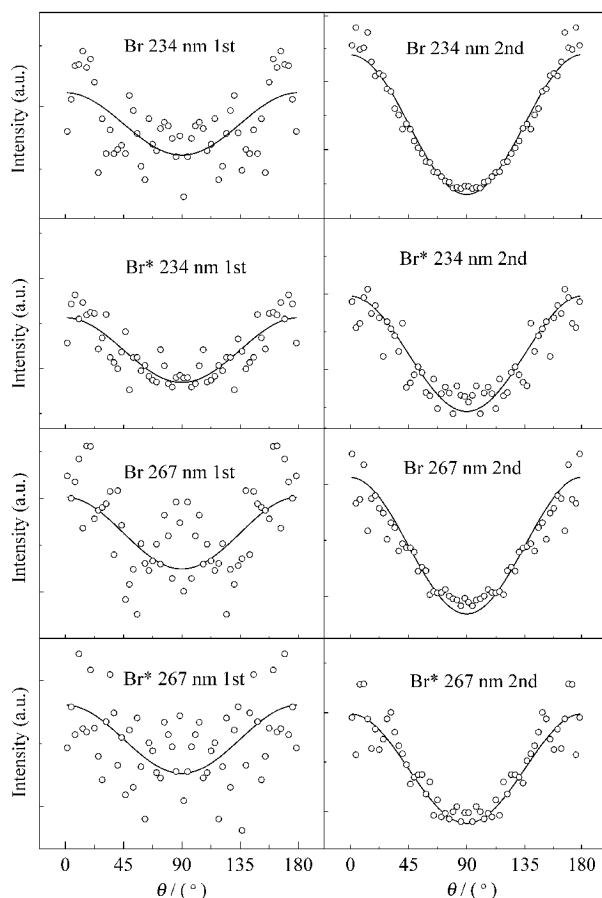 Br 234 nm 1st
Br 234 nm 2nd
Intensity (a.u.)
Br* 234 nm 1st
Br* 234 nm 2nd
Intensity (a.u.)
Br 267 nm 1st
Br 267 nm 2nd
Intensity (a.u.)
Br* 267 nm 1st
Br* 267 nm 2nd
Intensity (a.u.)
0 45 90 135 180 0 45 90 135 180
θ / ( ° ) θ / ( ° )